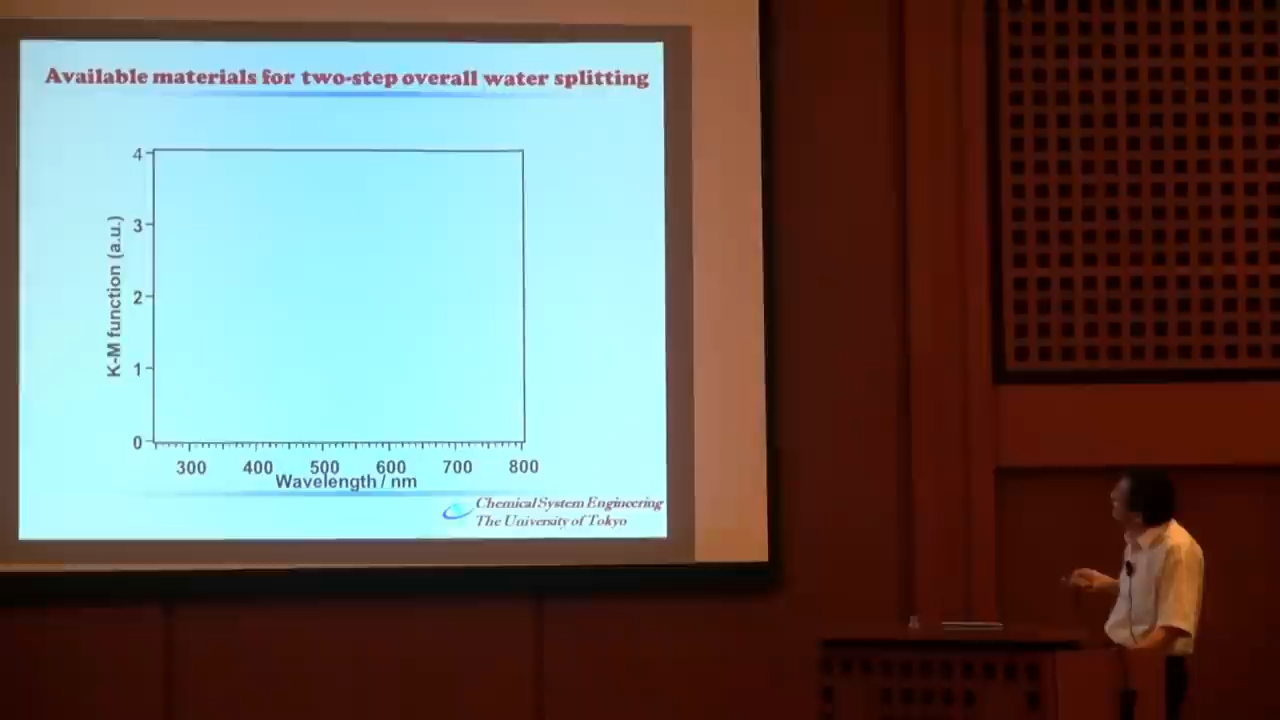 Available materials for two-step overall water splitting
4
3
2
1
0
K-M function (a.u.)
300 400 500 600 700 800
Wavelength / nm
Chemical System Engineering
The University of Tokyo